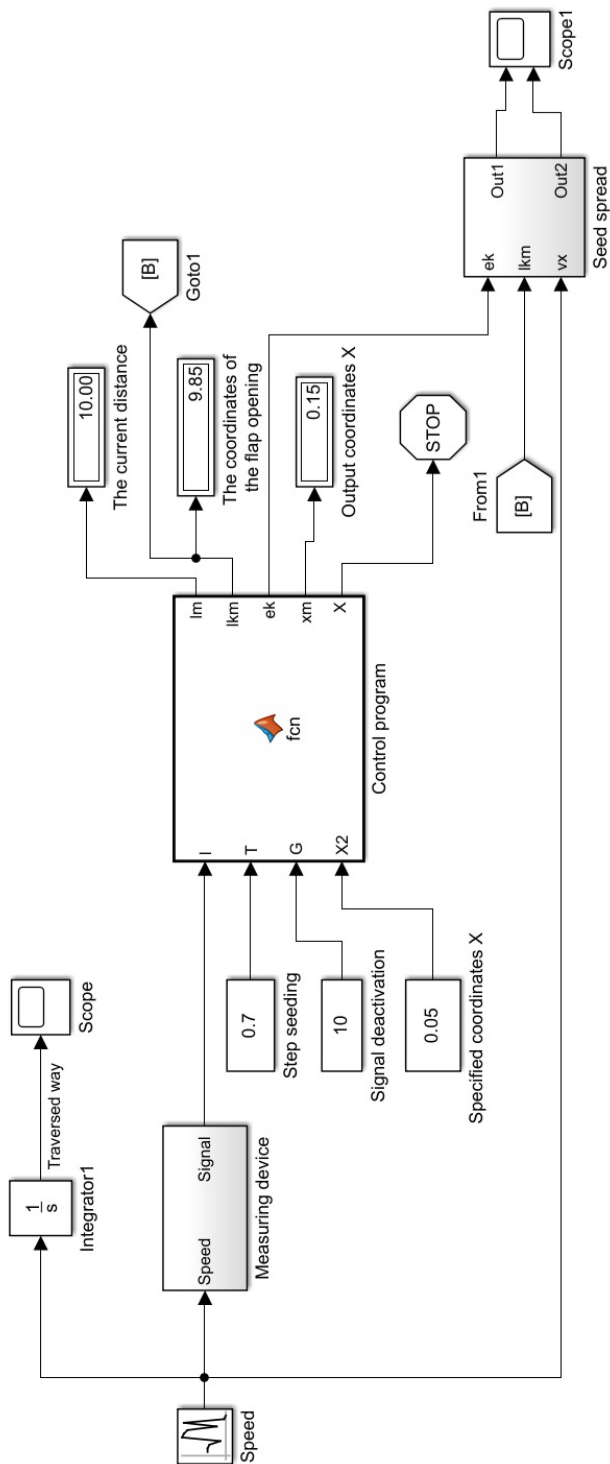 Speed
1
s
Integrator1
Traversed way
Scope
Speed
Signal
Measuring device
0.7
Step seeding
10
Signal deactivation
0.05
Specified coordinates X
I
T
G
X2
fcn
lm
lkm
ek
xm
X
Control program
10.00
The current distance
[B]
Goto1
9.85
The coordinates of
the flap opening
0.15
Output coordinates X
STOP
From1
[B]
ek
lkm
vx
Out1
Out2
Seed spread
Scope1